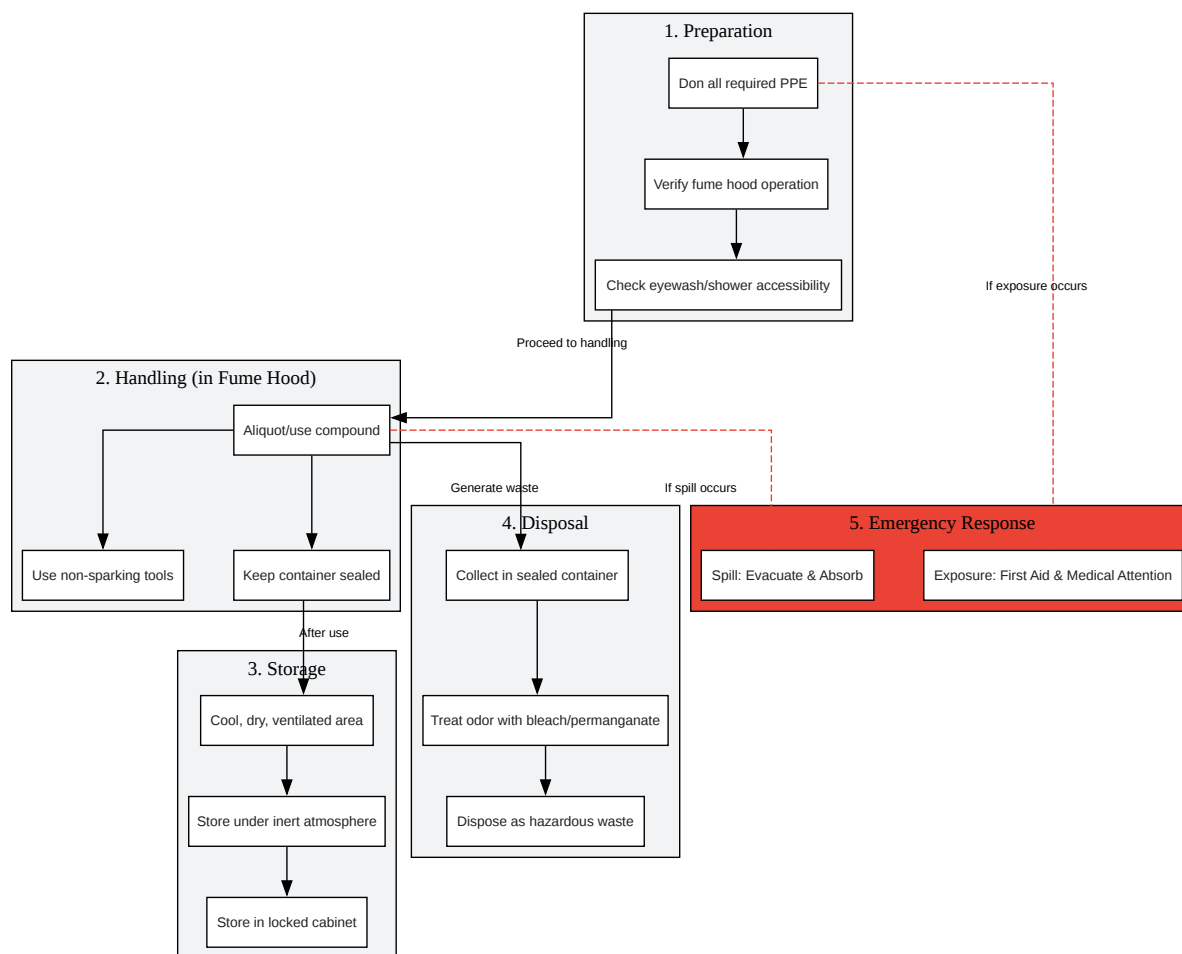 1. Preparation
Don all required PPE
Verify fume hood operation
Check eyewash/shower accessibility
If exposure occurs
Proceed to handling
2. Handling (in Fume Hood)
Aliquot/use compound
Generate waste
If spill occurs
Use non-sparking tools
Keep container sealed
After use
4. Disposal
Collect in sealed container
Treat odor with bleach/permanganate
Dispose as hazardous waste
5. Emergency Response
Spill: Evacuate & Absorb
Exposure: First Aid & Medical Attention
3. Storage
Cool, dry, ventilated area
Store under inert atmosphere
Store in locked cabinet